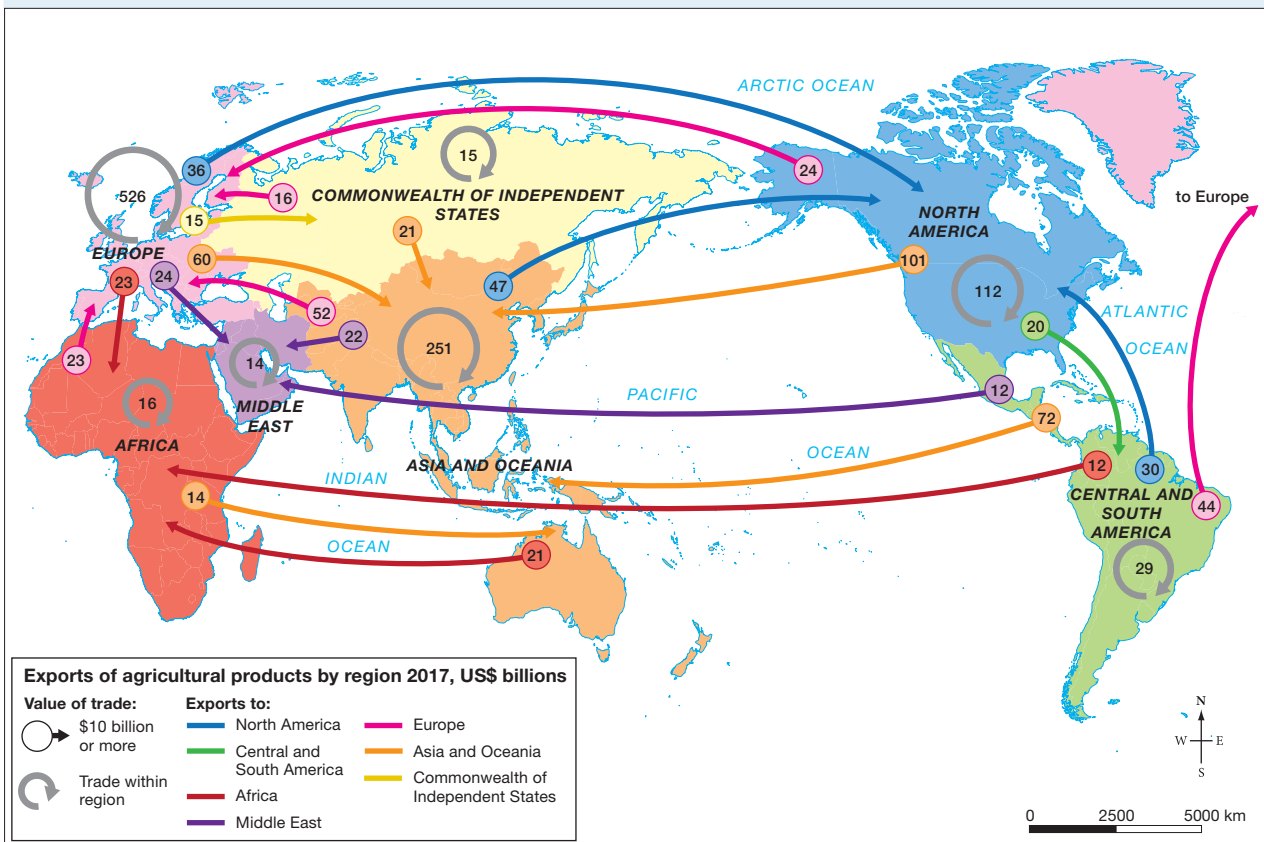 ARCTIC OCEAN
36
15
24
526
16
COMMONWEALTH OF INDEPENDENT
STATES
to Europe
15
21
NORTH
AMERICA
EUROPE
60
101
23
24
47
112
52
ATLANTIC
OCEAN
20
22
251
23
14
12
PACIFIC
16
MIDDLE
EAST
72
AFRICA
OCEAN
ASIA AND OCEANIA
12
30
INDIAN
14
CENTRAL AND
SOUTH
AMERICA
44
OCEAN
21
29
Exports of agricultural products by region 2017, US$ billions
Value of trade:
$10 billion
or more
Trade within
region
Exports to:
North America
Central and
South America
Africa
Middle East
Europe
Asia and Oceania
Commonwealth of
Independent States
N
W E
S
0 2500 5000 km